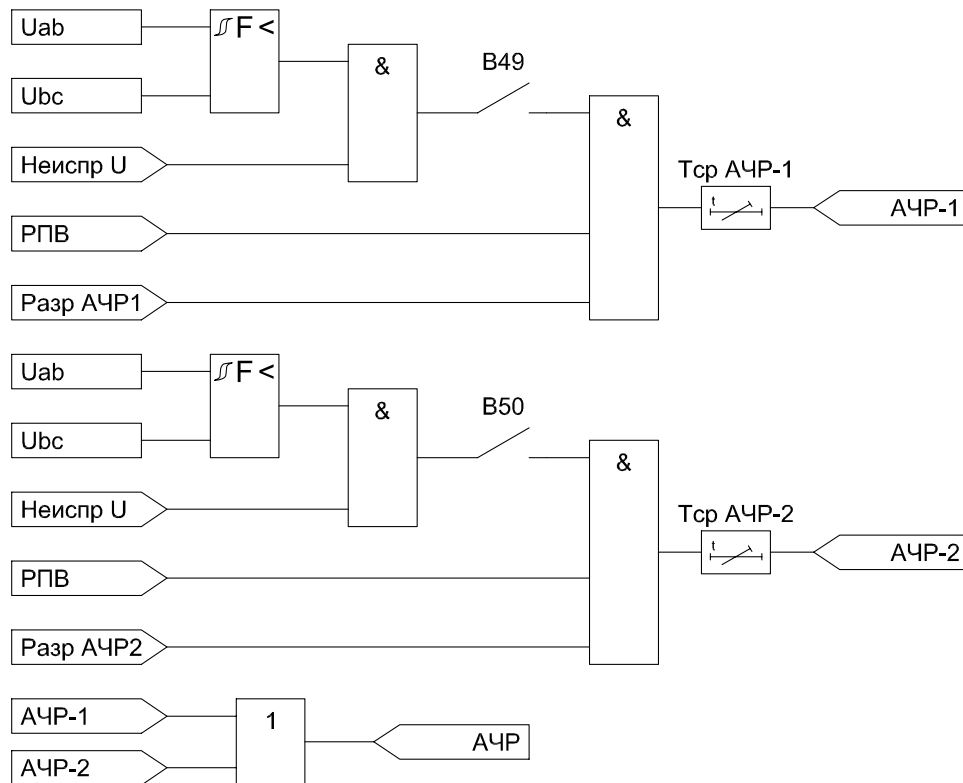 Uab
F <
Ubc
&
B49
&
Неиспр U
Тср АЧР-1
t
АЧР-1
РПВ
Разр АЧР1
Uab
F <
Ubc
&
B50
&
Неиспр U
Тср АЧР-2
t
АЧР-2
РПВ
Разр АЧР2
АЧР-1
1
АЧР
АЧР-2